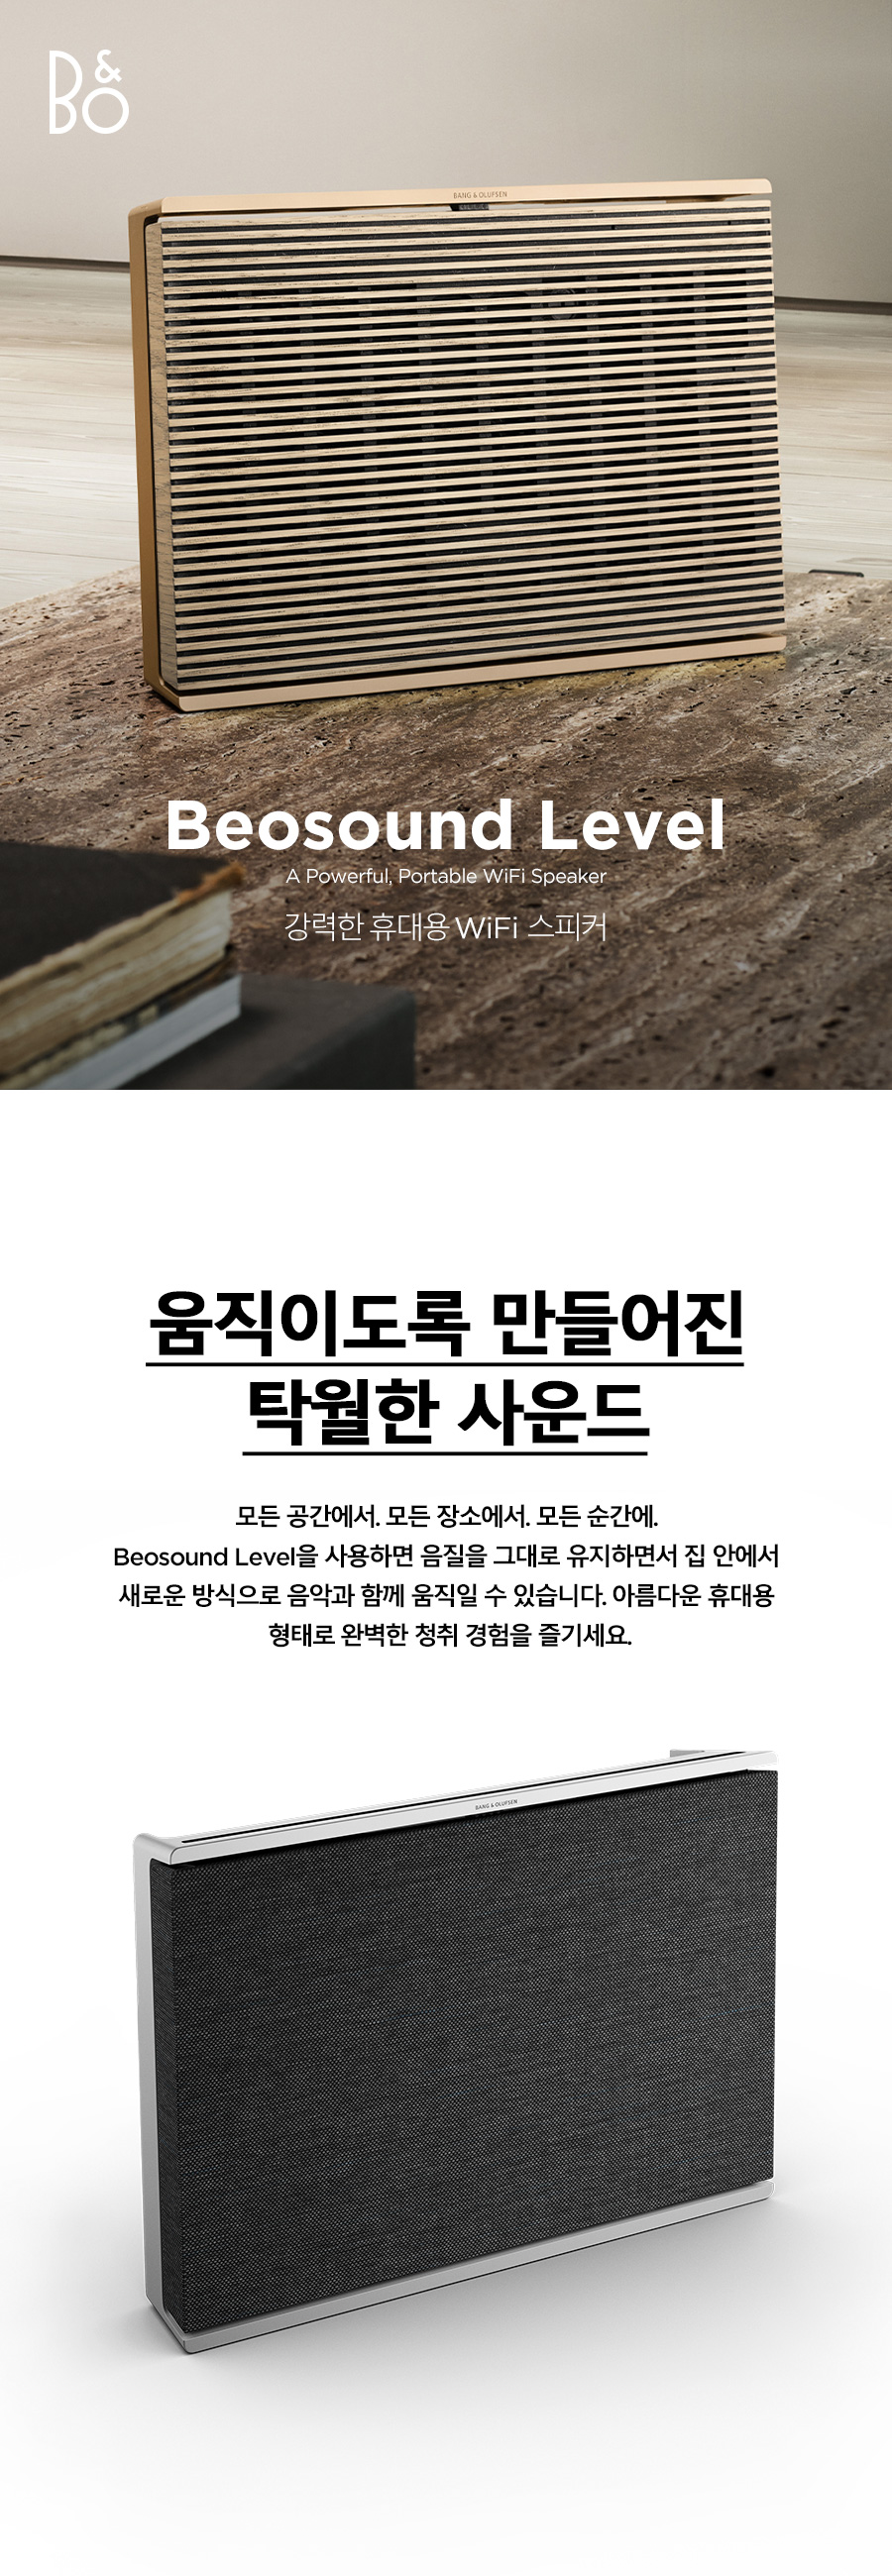 B&O
BANG & OLUFSEN
Beosound Level
A Powerful, Portable WiFi Speaker
강력한 휴대용 WiFi 스피커
움직이도록 만들어진
탁월한 사운드
모든 공간에서. 모든 장소에서. 모든 순간에.
Beosound Level을 사용하면 음질을 그대로 유지하면서 집 안에서
새로운 방식으로 음악과 함께 움직일 수 있습니다. 아름다운 휴대용
형태로 완벽한 청취 경험을 즐기세요.
BANG & OLUFSEN